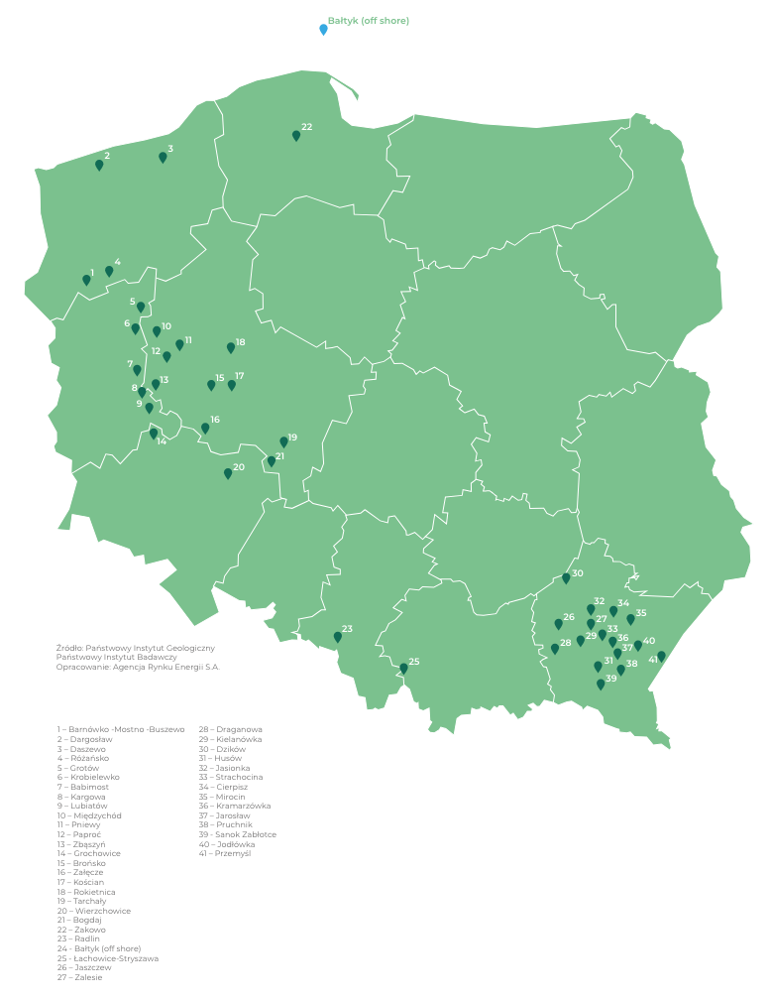 Bałtyk (off shore)
22
3
2
4
1
5
6
10
11
12
18
7
13
15
17
8
9
16
14
19
21
20
30
32
34
26
27
35
33
29
36
40
28
37
41
31
38
39
23
25
Źródło: Państwowy Instytut Geologiczny
Państwowy Instytut Badawczy
Opracowanie: Agencja Rynku Energii S.A.
1 – Barnówko -Mostno -Buszewo
2 – Dargosław
3 – Daszewo
4 – Różańsko
5 – Grotów
6 – Krobielewko
7 – Babimost
8 – Kargowa
9 – Lubiatów
10 – Międzychód
11 – Pniewy
12 – Paproć
13 – Zbąszyń
14 – Grochowice
15 – Brońsko
16 – Załęcze
17 – Kościan
18 – Rokietnica
19 – Tarchały
20 – Wierzchowice
21 – Bogdaj
22 – Żakowo
23 – Radlin
24 - Bałtyk (off shore)
25 - Łachowice-Stryszawa
26 – Jaszczew
27 – Zalesie
28 – Draganowa
29 – Kielanówka
30 – Dzików
31 – Husów
32 – Jasionka
33 – Strachocina
34 – Cierpisz
35 – Mirocin
36 – Kramarzówka
37 – Jarosław
38 – Pruchnik
39 - Sanok Zabłotce
40 – Jodłówka
41 – Przemyśl